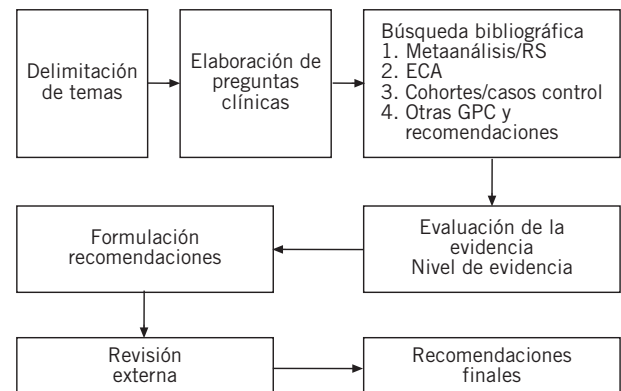 Delimitación
de temas
Elaboración de
preguntas
clínicas
Búsqueda bibliográfica
1. Metaanálisis/RS
2. ECA
3. Cohortes/casos control
4. Otras GPC y
recomendaciones
Evaluación de la
evidencia
Nivel de evidencia
Formulación
recomendaciones
Revisión
externa
Recomendaciones
finales